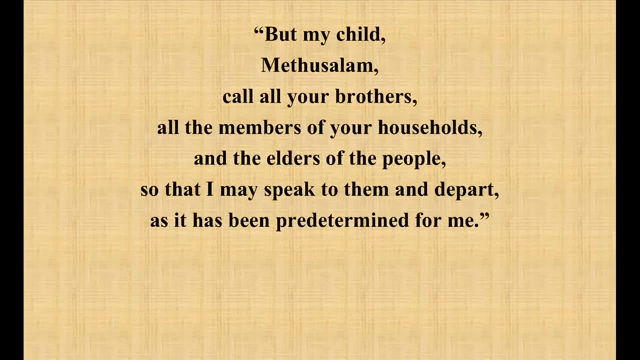 “But my child,
Methusalam,
call all your brothers,
all the members of your households,
and the elders of the people,
so that I may speak to them and depart,
as it has been predetermined for me.”